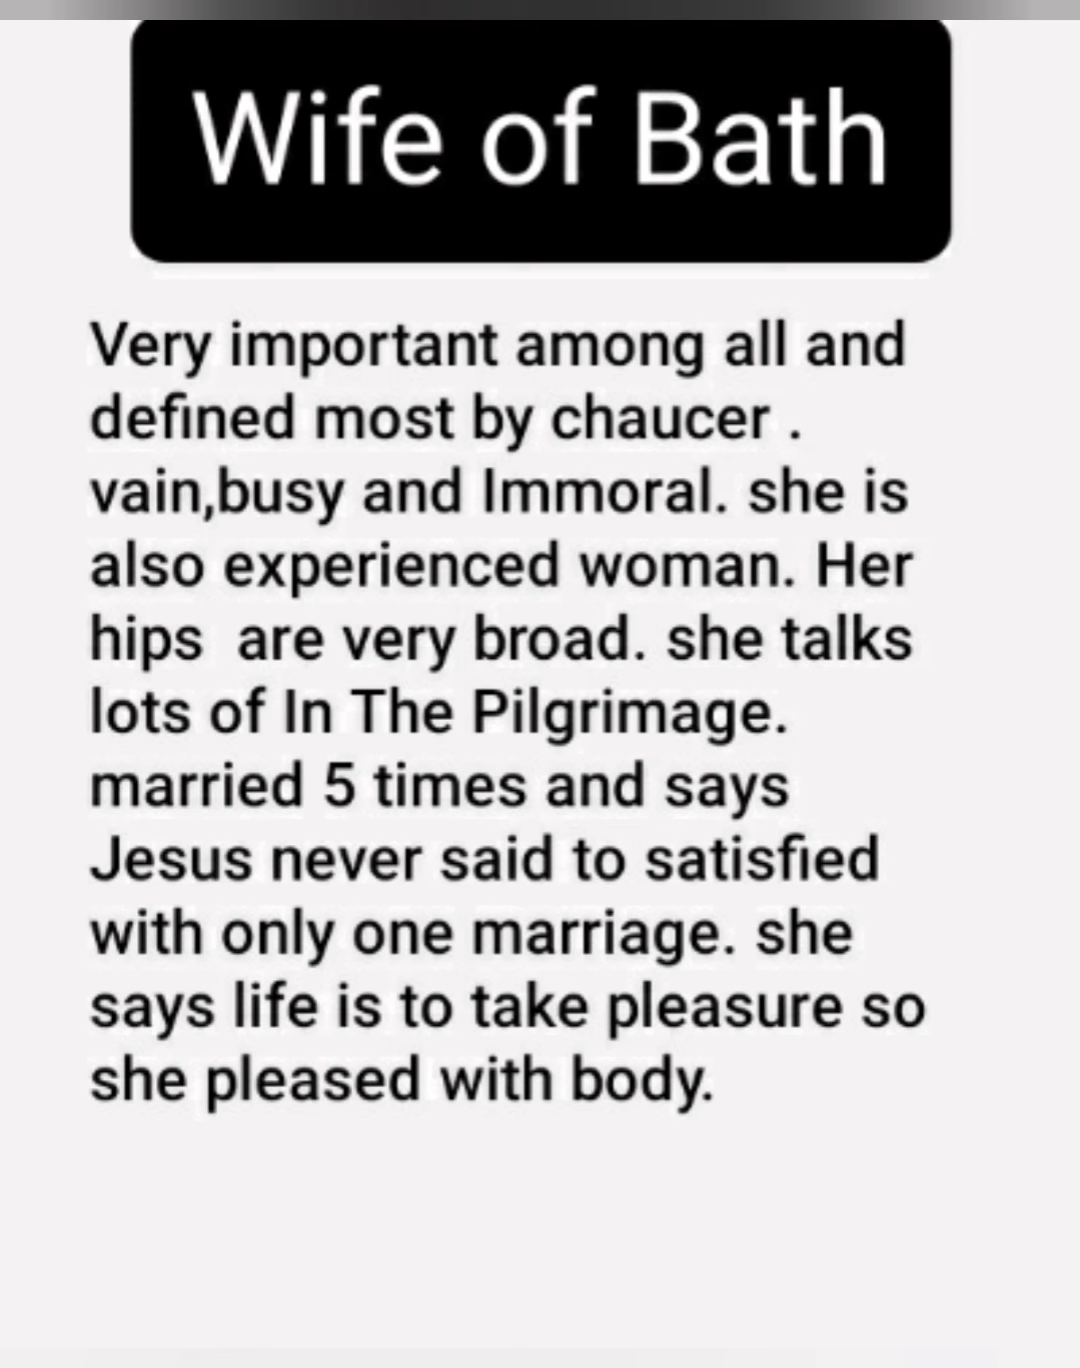 Wife of Bath
Very important among all and
defined most by chaucer .
vain,busy and Immoral. she is
also experienced woman. Her
hips  are very broad. she talks
lots of In The Pilgrimage.
married 5 times and says
Jesus never said to satisfied
with only one marriage. she
says life is to take pleasure so
she pleased with body.